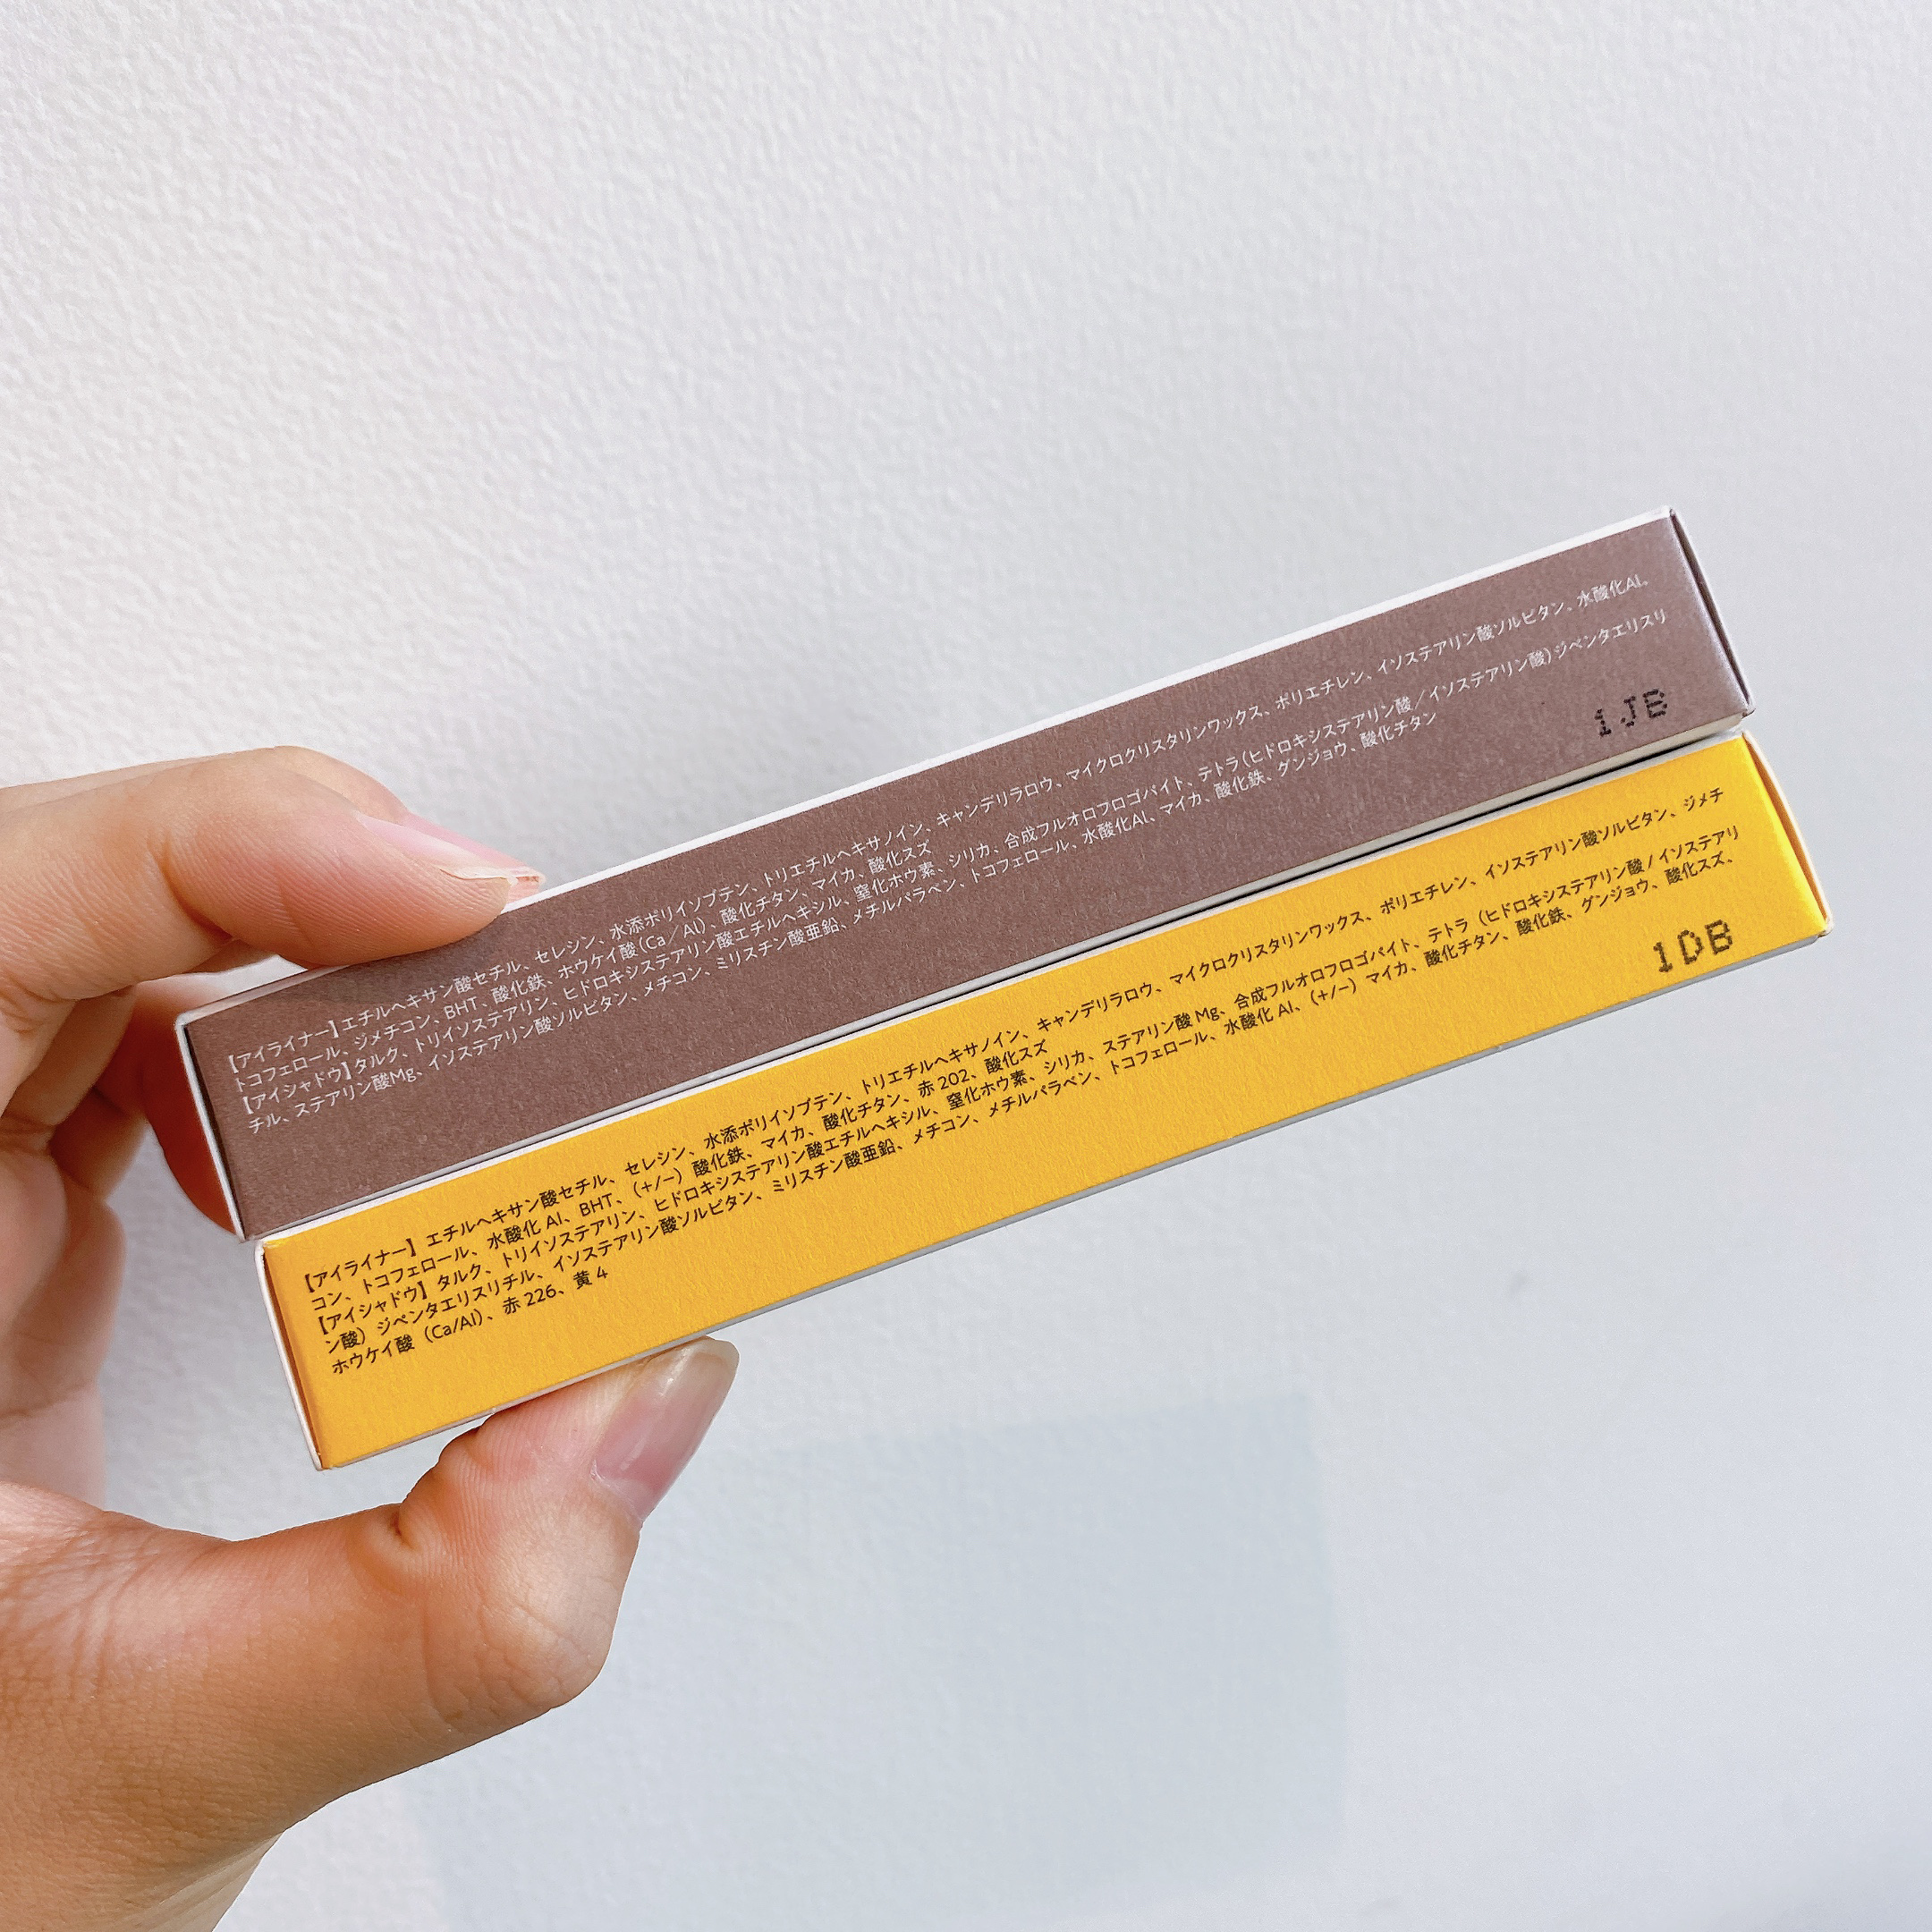 【アイライナー】エチルヘキサン酸セチル、セレシン、水添ポリイソブテン、トリエチルヘキサノイン、キャンデリラロウ、マイクロクリスタリンワックス、ポリエチレン、イソステアリン酸ソルビタン、水酸化Al、
トコフェロール、ジメチコン、BHT、酸化鉄、ホウケイ酸(Ca／Al)、酸化チタン、マイカ、酸化スズ
【アイシャドウ】タルク、トリイソステアリン、ヒドロキシステアリン酸エチルヘキシル、窒化ホウ素、シリカ、合成フルオロフロゴパイト、テトラ(ヒドロキシステアリン酸／イソステアリン酸)ジペンタエリスリ
チル、ステアリン酸Mg、イソステアリン酸ソルビタン、メチコン、ミリスチン酸亜鉛、メチルパラベン、トコフェロール、水酸化Al、マイカ、酸化鉄、グンジョウ、酸化チタン
1JB
【アイライナー】エチルヘキサン酸セチル、セレシン、水添ポリイソブテン、トリエチルヘキサノイン、キャンデリラロウ、マイクロクリスタリンワックス、ポリエチレン、イソステアリン酸ソルビタン、ジメチ
コン、トコフェロール、水酸化 Al、BHT、(+/−) 酸化鉄、マイカ、酸化チタン、赤 202、酸化スズ
【アイシャドウ】タルク、トリイソステアリン、ヒドロキシステアリン酸エチルヘキシル、窒化ホウ素、シリカ、ステアリン酸 Mg、合成フルオロフロゴパイト、テトラ (ヒドロキシステアリン酸 / イソステアリ
ン酸) ジペンタエリスリチル、イソステアリン酸ソルビタン、ミリスチン酸亜鉛、メチコン、メチルパラベン、トコフェロール、水酸化 Al、(+/−) マイカ、酸化チタン、酸化鉄、グンジョウ、酸化スズ、
ホウケイ酸 (Ca/Al)、赤 226、黄 4
1DB